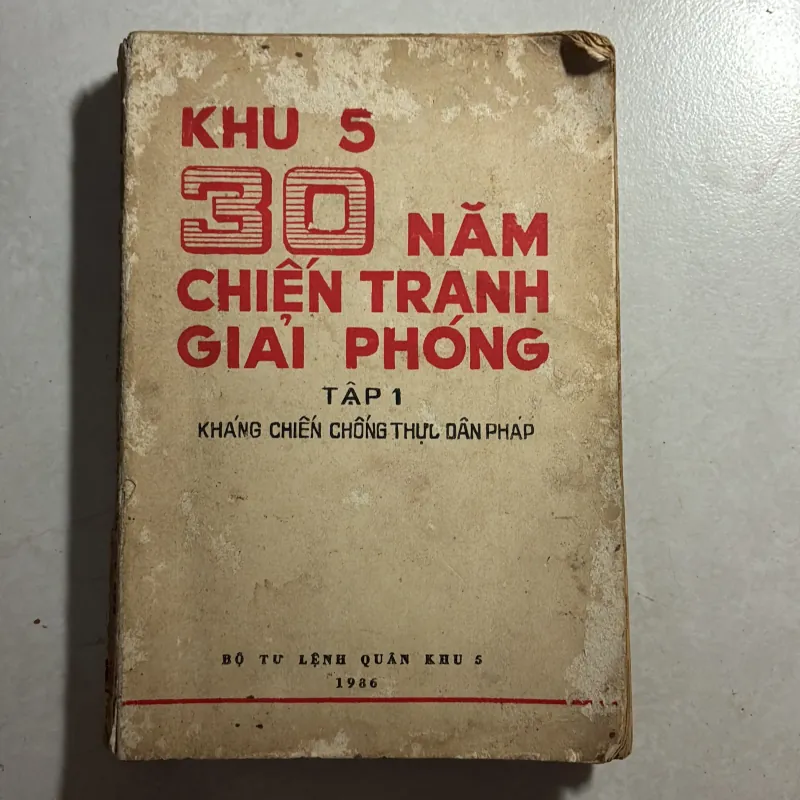 KHU 5
30 NĂM
CHIẾN TRANH
GIẢI PHÓNG
TẬP 1
KHÁNG CHIẾN CHỐNG THỰC DÂN PHÁP
BỘ TƯ LỆNH QUÂN KHU 5
1986